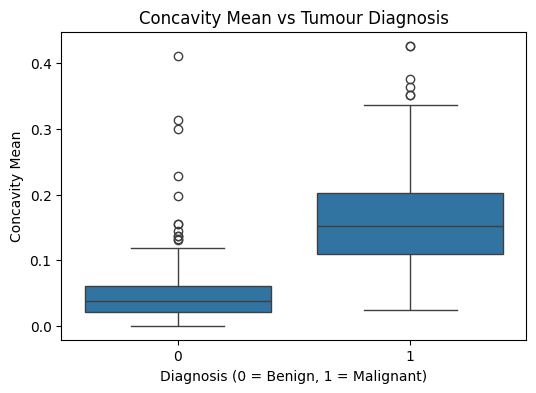 Concavity Mean vs Tumour Diagnosis
Concavity Mean
0.4
0.3
0.2
0.1
0.0
0 1
Diagnosis (0 = Benign, 1 = Malignant)